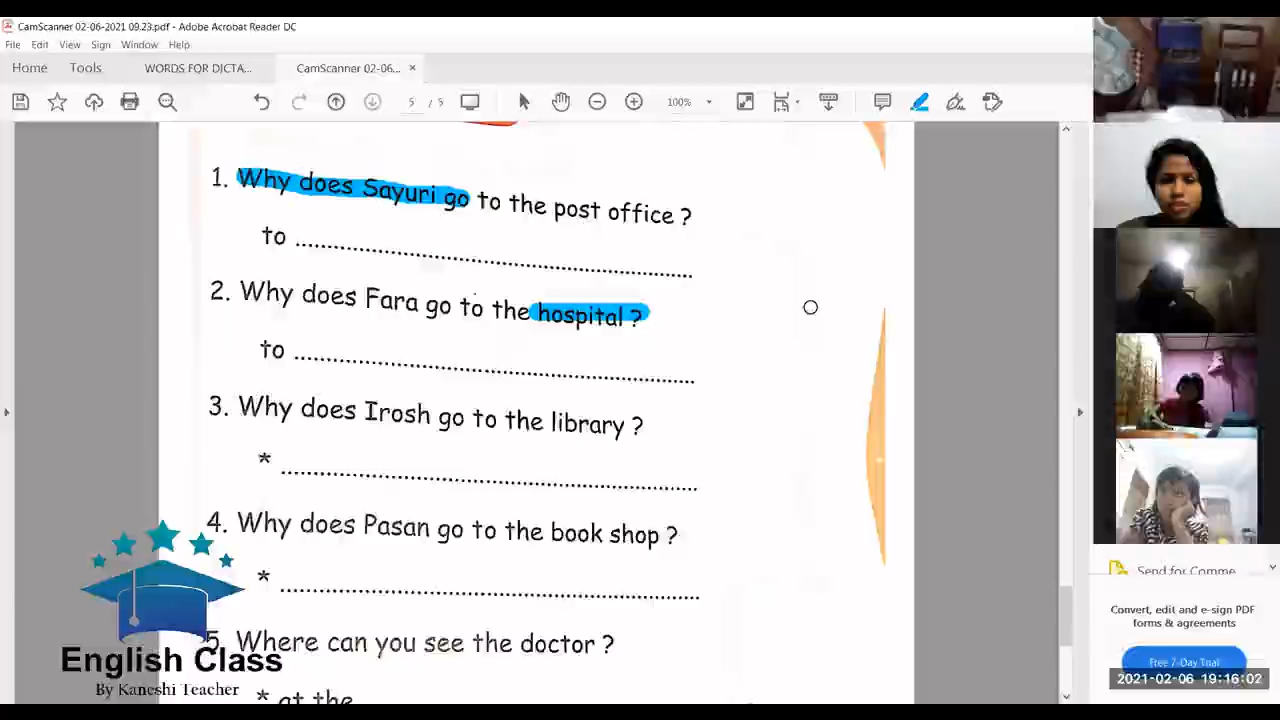 CamScanner 02-06-2021 09.23.pdf - Adobe Acrobat Reader DC
File Edit View Sign Window Help
Home Tools WORDS FOR DICTA... CamScanner 02-06... ×
5 / 5 100%
1. Why does Sayuri go to the post office ?
to ..........................................................
2. Why does Fara go to the hospital ?
to ..........................................................
3. Why does Irosh go to the library ?
* ..........................................................
4. Why does Pasan go to the book shop ?
* ..........................................................
5. Where can you see the doctor ?
* at the
English Class
By Kaneshi Teacher
Send for Comme
Convert, edit and e-sign PDF
forms & agreements
Free 7-Day Trial
2021-02-06 19:16:02